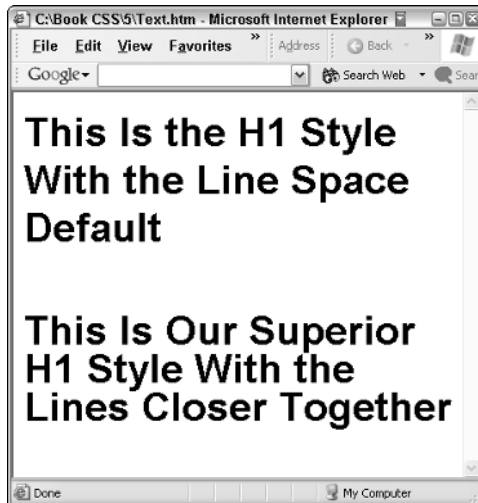 C:\Book CSS\5\Text.htm - Microsoft Internet Explorer
File Edit View Favorites » Address Back »
Google Search Web Sear
This Is the H1 Style
With the Line Space
Default
This Is Our Superior
H1 Style With the
Lines Closer Together
Done My Computer